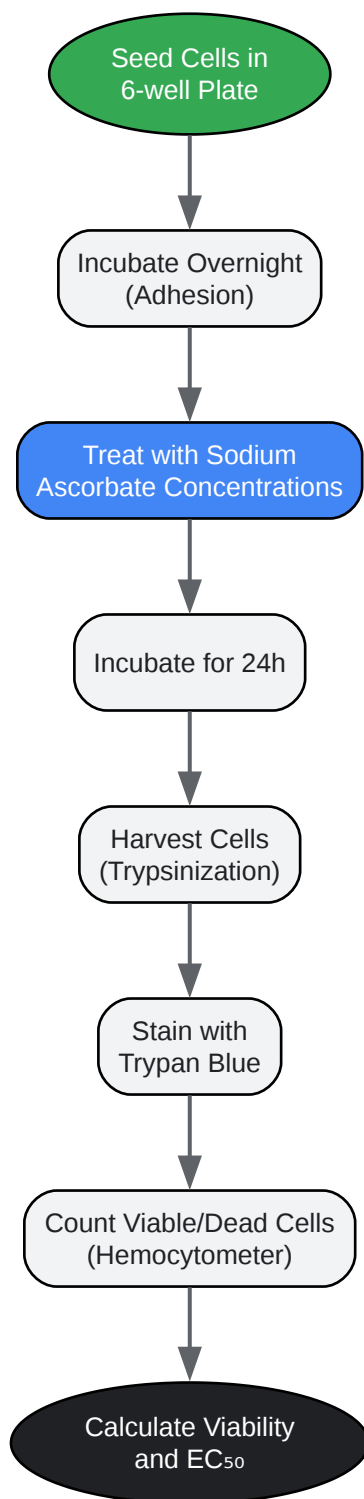 Seed Cells in
6-well Plate
Incubate Overnight
(Adhesion)
Treat with Sodium
Ascorbate Concentrations
Incubate for 24h
Harvest Cells
(Trypsinization)
Stain with
Trypan Blue
Count Viable/Dead Cells
(Hemocytometer)
Calculate Viability
and EC₅₀